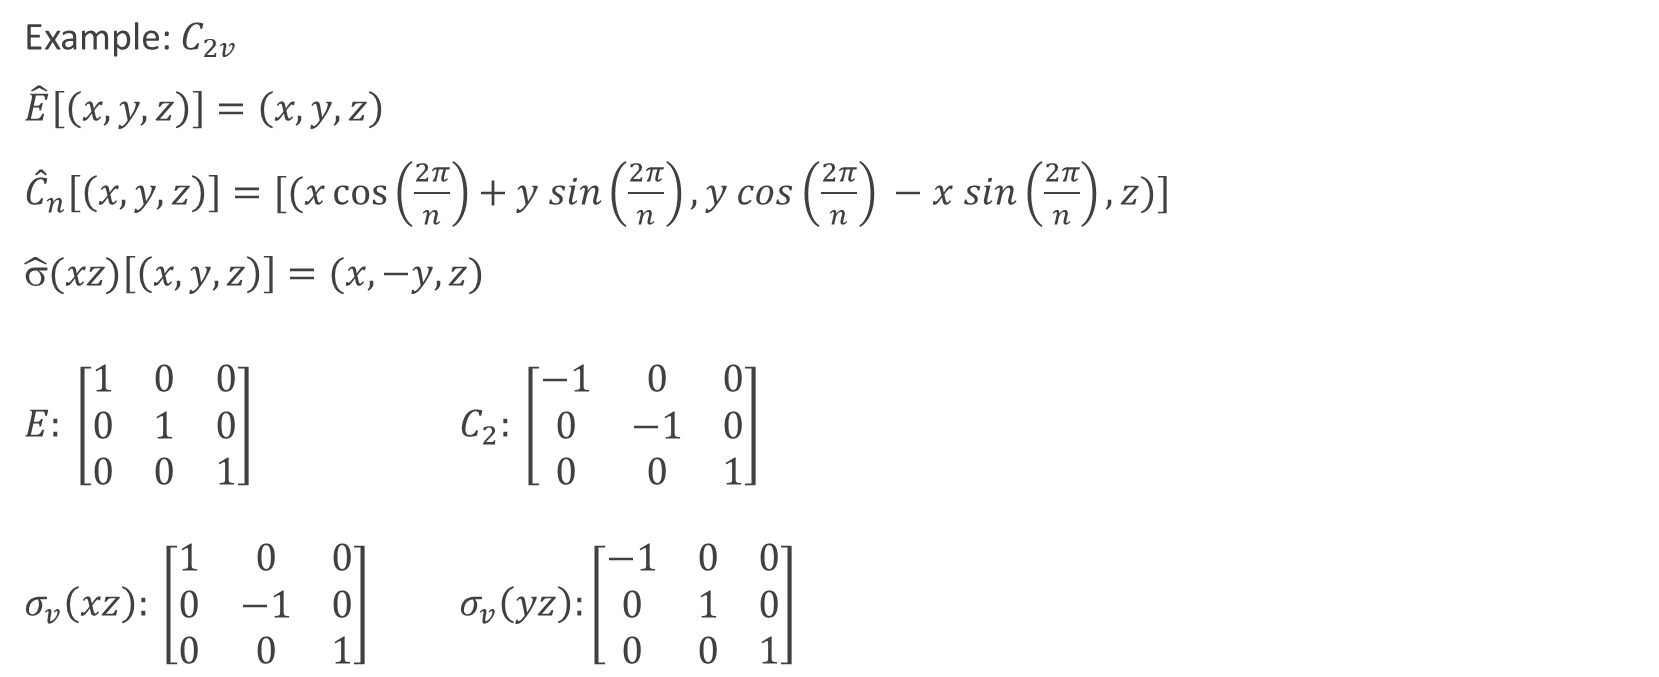 Example: C₂ᵥ
Ê[(x, y, z)] = (x, y, z)
Ĉₙ[(x, y, z)] = [(x cos(2π/n) + y sin(2π/n), y cos(2π/n) − x sin(2π/n), z)]
σ̂(xz)[(x, y, z)] = (x, −y, z)
E: [1 0 0; 0 1 0; 0 0 1] C₂: [−1 0 0; 0 −1 0; 0 0 1]
σᵥ(xz): [1 0 0; 0 −1 0; 0 0 1] σᵥ(yz): [−1 0 0; 0 1 0; 0 0 1]